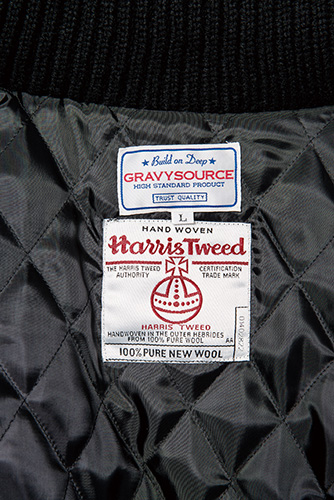 ★ Build on Deep ★
GRAVYSOURCE
HIGH STANDARD PRODUCT
TRUST QUALITY
L
HAND WOVEN
Harris Tweed
THE HARRIS TWEED AUTHORITY
CERTIFICATION TRADE MARK
HARRIS TWEED
HANDWOVEN IN THE OUTER HEBRIDES
FROM 100% PURE WOOL
AA
100% PURE NEW WOOL